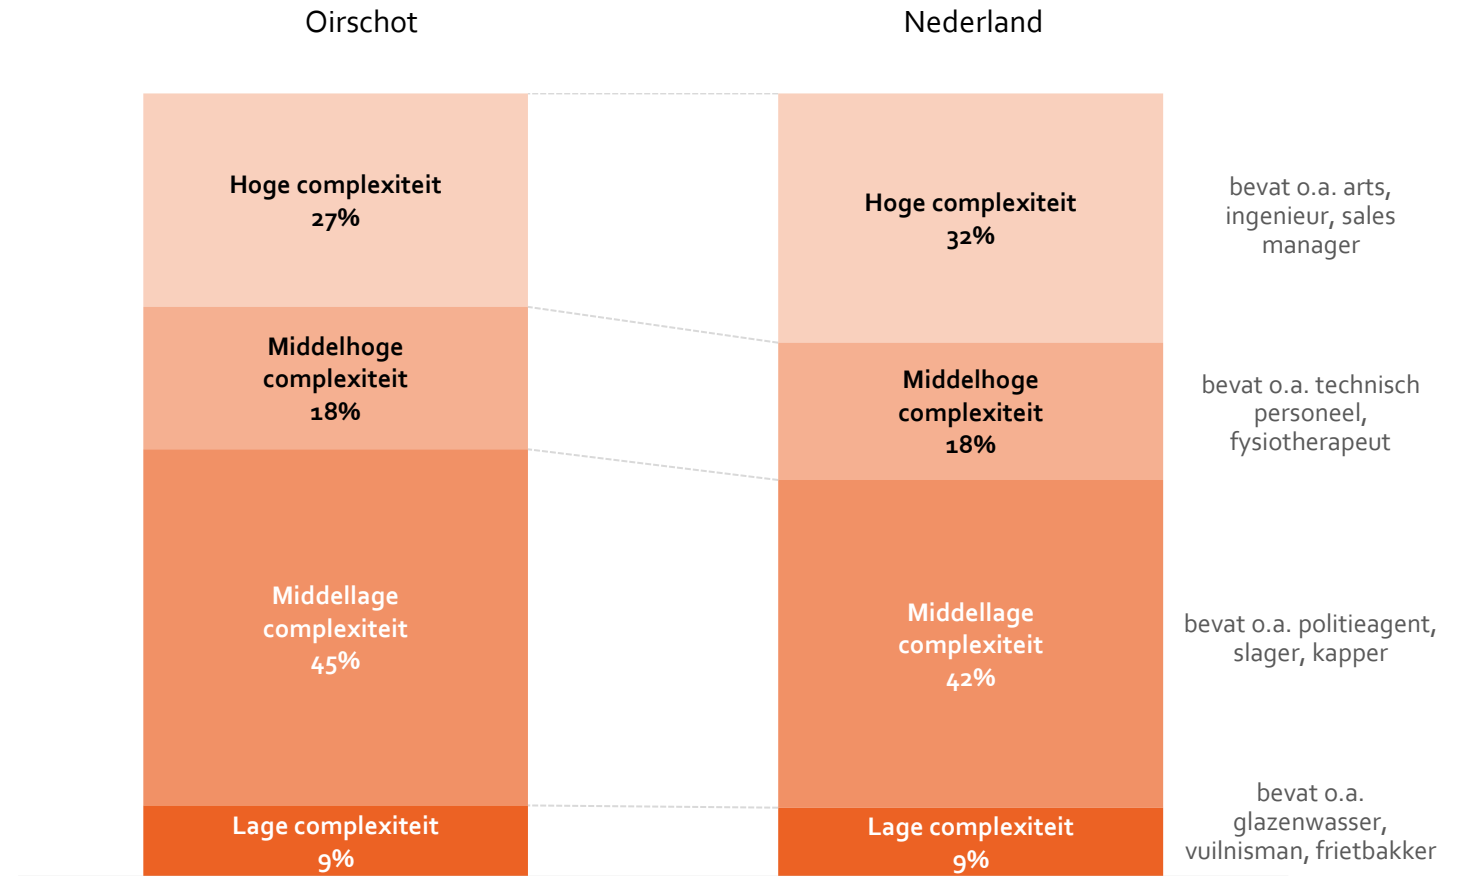 Oirschot
Nederland
Hoge complexiteit
27%
Middelhoge
complexiteit
18%
Middellage
complexiteit
45%
Lage complexiteit
9%
Hoge complexiteit
32%
Middelhoge
complexiteit
18%
Middellage
complexiteit
42%
Lage complexiteit
9%
bevat o.a. arts,
ingenieur, sales
manager
bevat o.a. technisch
personeel,
fysiotherapeut
bevat o.a. politieagent,
slager, kapper
bevat o.a.
glazenwasser,
vuilnisman, frietbakker